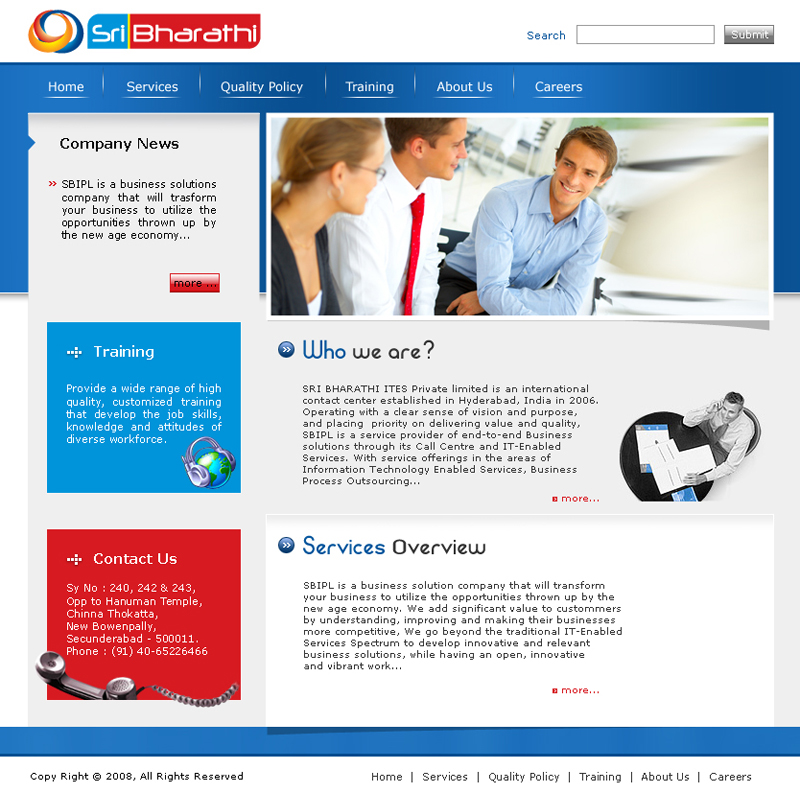 Sri Bharathi
Search
Submit
Home Services Quality Policy Training About Us Careers
Company News
SBIPL is a business solutions
company that will trasform
your business to utilize the
opportunities thrown up by
the new age economy...
more ...
Training
Provide a wide range of high
quality, customized training
that develop the job skills,
knowledge and attitudes of
diverse workforce.
Contact Us
Sy No : 240, 242 & 243,
Opp to Hanuman Temple,
Chinna Thokatta,
New Bowenpally,
Secunderabad - 500011.
Phone : (91) 40-65226466
Who we are?
SRI BHARATHI ITES Private limited is an international
contact center established in Hyderabad, India in 2006.
Operating with a clear sense of vision and purpose,
and placing priority on delivering value and quality,
SBIPL is a service provider of end-to-end Business
solutions through its Call Centre and IT-Enabled
Services. With service offerings in the areas of
Information Technology Enabled Services, Business
Process Outsourcing...
more...
Services Overview
SBIPL is a business solution company that will transform
your business to utilize the opportunities thrown up by the
new age economy. We add significant value to custommers
by understanding, improving and making their businesses
more competitive, We go beyond the traditional IT-Enabled
Services Spectrum to develop innovative and relevant
business solutions, while having an open, innovative
and vibrant work...
more...
Copy Right © 2008, All Rights Reserved
Home | Services | Quality Policy | Training | About Us | Careers